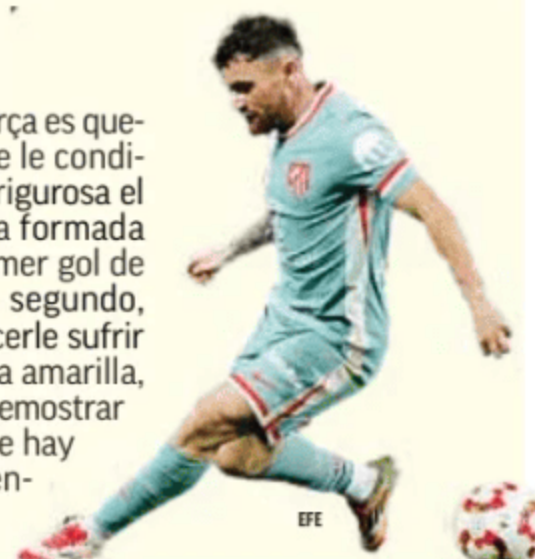 rça es que-
e le condi-
rigurosa el
a formada
mer gol de
segundo,
cerle sufrir
a amarilla,
emostrar
e hay
en-
EFE